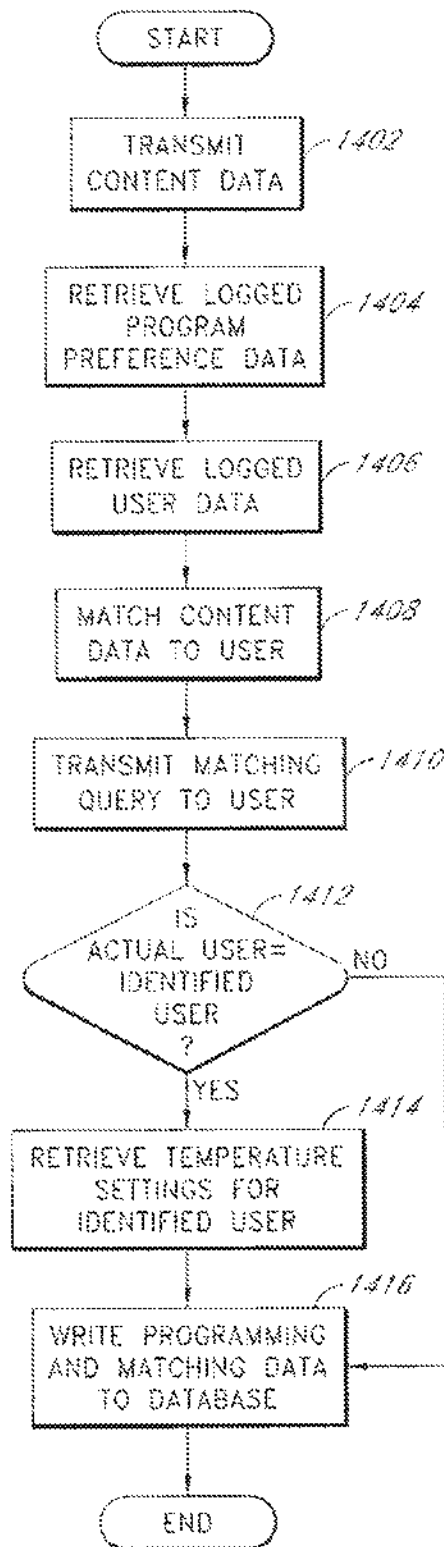 START
1402
TRANSMIT
CONTENT DATA
1404
RETRIEVE LOGGED
PROGRAM
PREFERENCE DATA
1406
RETRIEVE LOGGED
USER DATA
1408
MATCH CONTENT
DATA TO USER
1410
TRANSMIT MATCHING
QUERY TO USER
1412
IS
ACTUAL USER=
IDENTIFIED
USER
?
NO
YES
1414
RETRIEVE TEMPERATURE
SETTINGS FOR
IDENTIFIED USER
1416
WRITE PROGRAMMING
AND MATCHING DATA
TO DATABASE
END